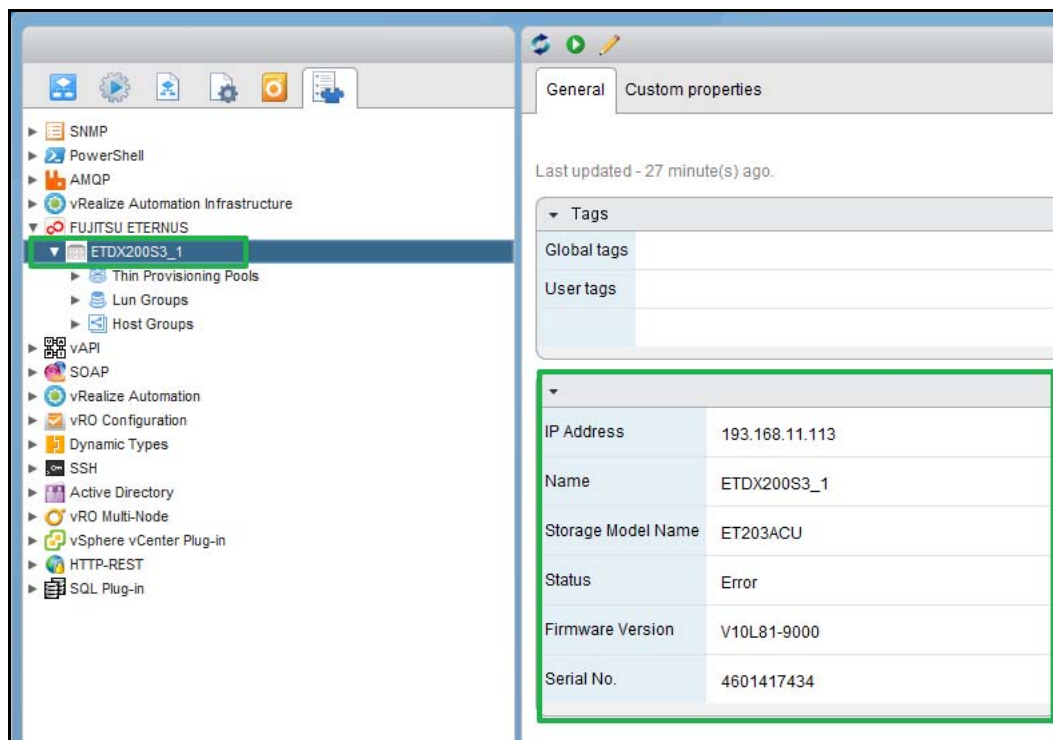 SNMP
PowerShell
AMQP
vRealize Automation Infrastructure
FUJITSU ETERNUS
ETDX200S3_1
Thin Provisioning Pools
Lun Groups
Host Groups
vAPI
SOAP
vRealize Automation
vRO Configuration
Dynamic Types
SSH
Active Directory
vRO Multi-Node
vSphere vCenter Plug-in
HTTP-REST
SQL Plug-in
General Custom properties
Last updated - 27 minute(s) ago.
Tags
Global tags
User tags
IP Address 193.168.11.113
Name ETDX200S3_1
Storage Model Name ET203ACU
Status Error
Firmware Version V10L81-9000
Serial No. 4601417434